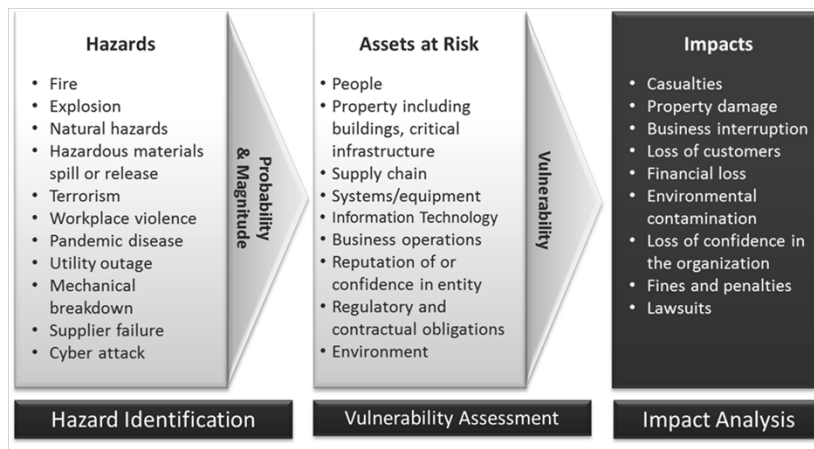 Hazards
• Fire
• Explosion
• Natural hazards
• Hazardous materials
spill or release
• Terrorism
• Workplace violence
• Pandemic disease
• Utility outage
• Mechanical
breakdown
• Supplier failure
• Cyber attack
Probability
& Magnitude
Assets at Risk
• People
• Property including
buildings, critical
infrastructure
• Supply chain
• Systems/equipment
• Information Technology
• Business operations
• Reputation of or
confidence in entity
• Regulatory and
contractual obligations
• Environment
Vulnerability
Impacts
• Casualties
• Property damage
• Business interruption
• Loss of customers
• Financial loss
• Environmental
contamination
• Loss of confidence in
the organization
• Fines and penalties
• Lawsuits
Hazard Identification
Vulnerability Assessment
Impact Analysis